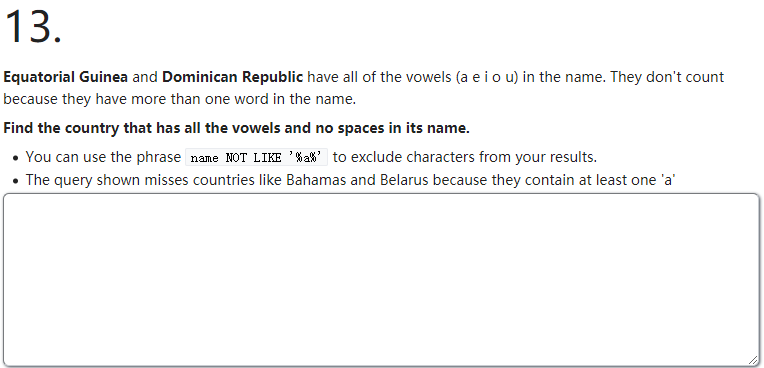 13.
Equatorial Guinea and Dominican Republic have all of the vowels (a e i o u) in the name. They don't count
because they have more than one word in the name.
Find the country that has all the vowels and no spaces in its name.
• You can use the phrase name NOT LIKE '%a%' to exclude characters from your results.
• The query shown misses countries like Bahamas and Belarus because they contain at least one 'a'